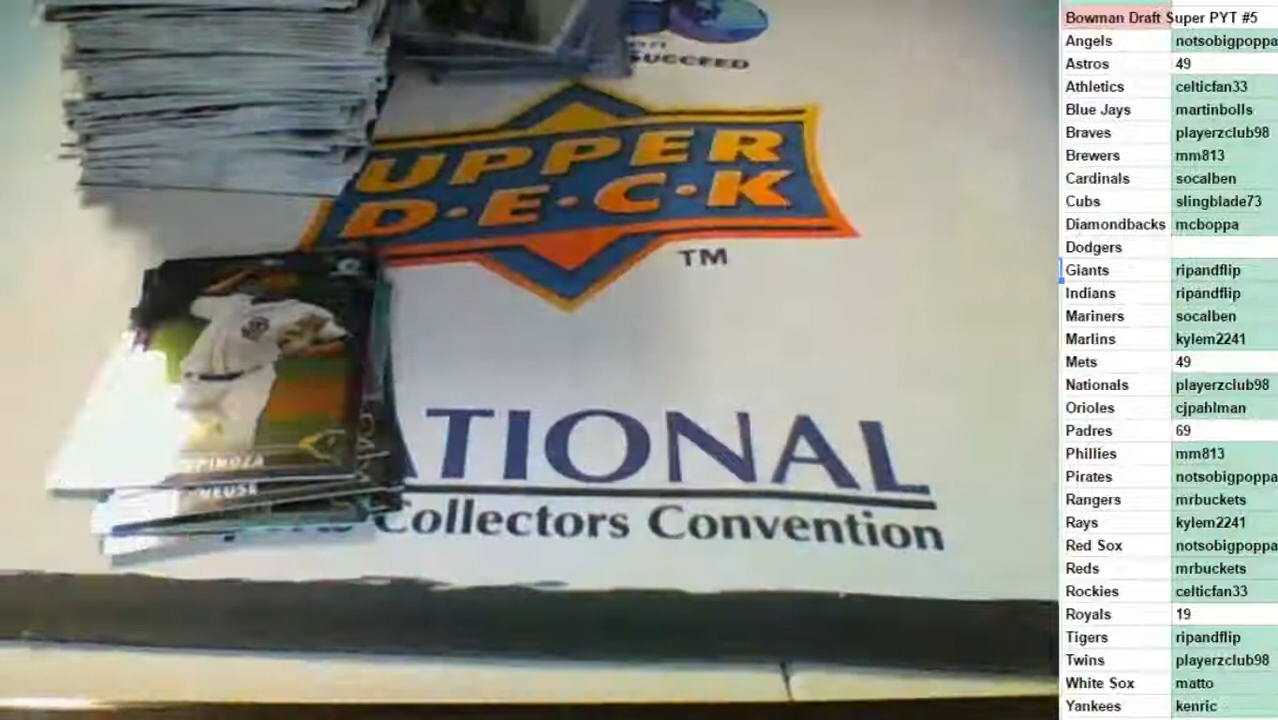 SUCCEED
UPPER
D·E·C·K
TM
NATIONAL
Collectors Convention
ESPINOZA
NEUSE
Bowman Draft Super PYT #5
Angels notsobigpoppa
Astros 49
Athletics celticfan33
Blue Jays martinbolls
Braves playerzclub98
Brewers mm813
Cardinals socalben
Cubs slingblade73
Diamondbacks mcboppa
Dodgers
Giants ripandflip
Indians ripandflip
Mariners socalben
Marlins kylem2241
Mets 49
Nationals playerzclub98
Orioles cjpahlman
Padres 69
Phillies mm813
Pirates notsobigpoppa
Rangers mrbuckets
Rays kylem2241
Red Sox notsobigpoppa
Reds mrbuckets
Rockies celticfan33
Royals 19
Tigers ripandflip
Twins playerzclub98
White Sox matto
Yankees kenric